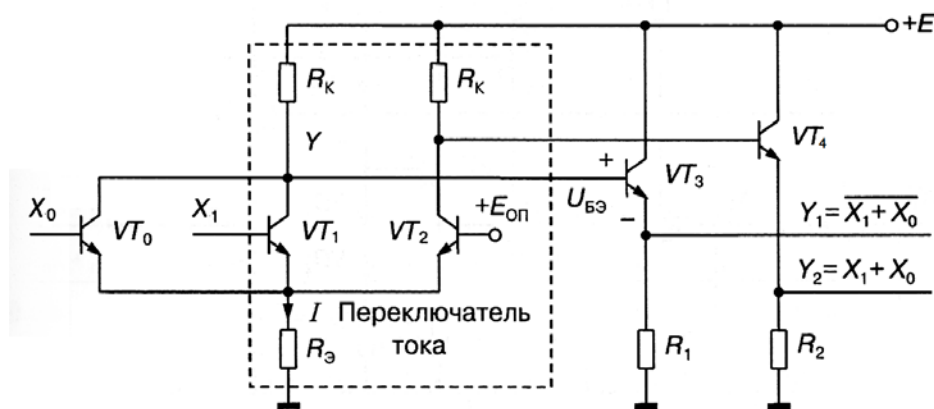 +E
R_К
R_К
Y
VT_4
+
VT_3
X_0
X_1
+E_ОП
U_БЭ
VT_0
VT_1
VT_2
–
Y_1 = \overline{X_1 + X_0}
Y_2 = X_1 + X_0
I Переключатель
тока
R_Э
R_1
R_2